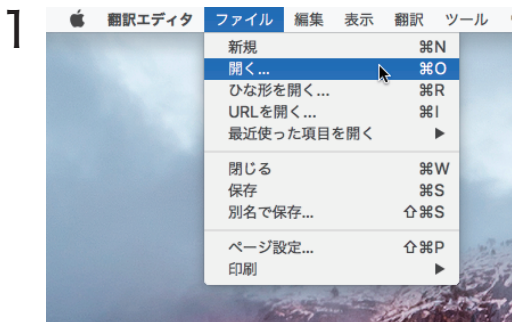 1
翻訳エディタ ファイル 編集 表示 翻訳 ツール
新規 ⌘N
開く... ⌘O
ひな形を開く... ⌘R
URLを開く... ⌘I
最近使った項目を開く ▶
閉じる ⌘W
保存 ⌘S
別名で保存... ⇧⌘S
ページ設定... ⇧⌘P
印刷 ▶